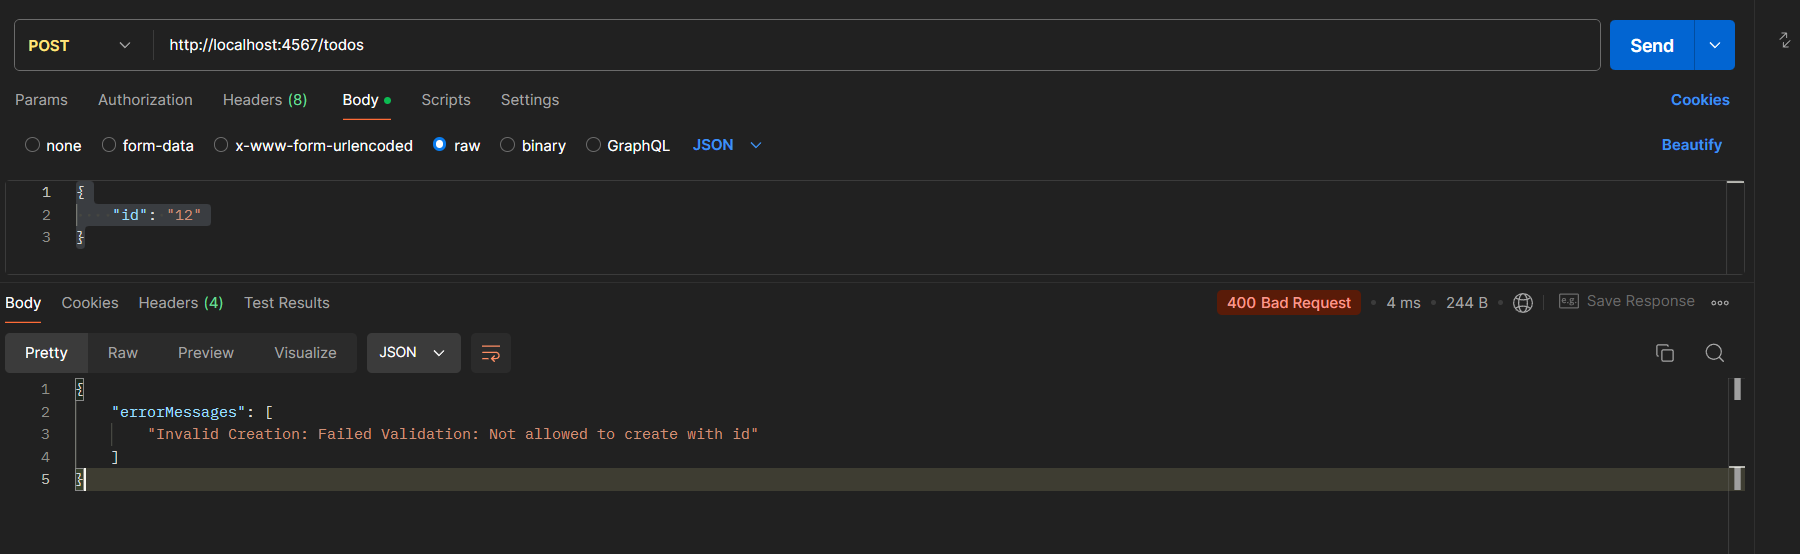 POST http://localhost:4567/todos Send
Params Authorization Headers (8) Body Scripts Settings Cookies
none form-data x-www-form-urlencoded raw binary GraphQL JSON Beautify
1 {
2 "id": "12"
3 }
Body Cookies Headers (4) Test Results 400 Bad Request 4 ms 244 B e.g. Save Response
Pretty Raw Preview Visualize JSON
1 {
2 "errorMessages": [
3 "Invalid Creation: Failed Validation: Not allowed to create with id"
4 ]
5 }